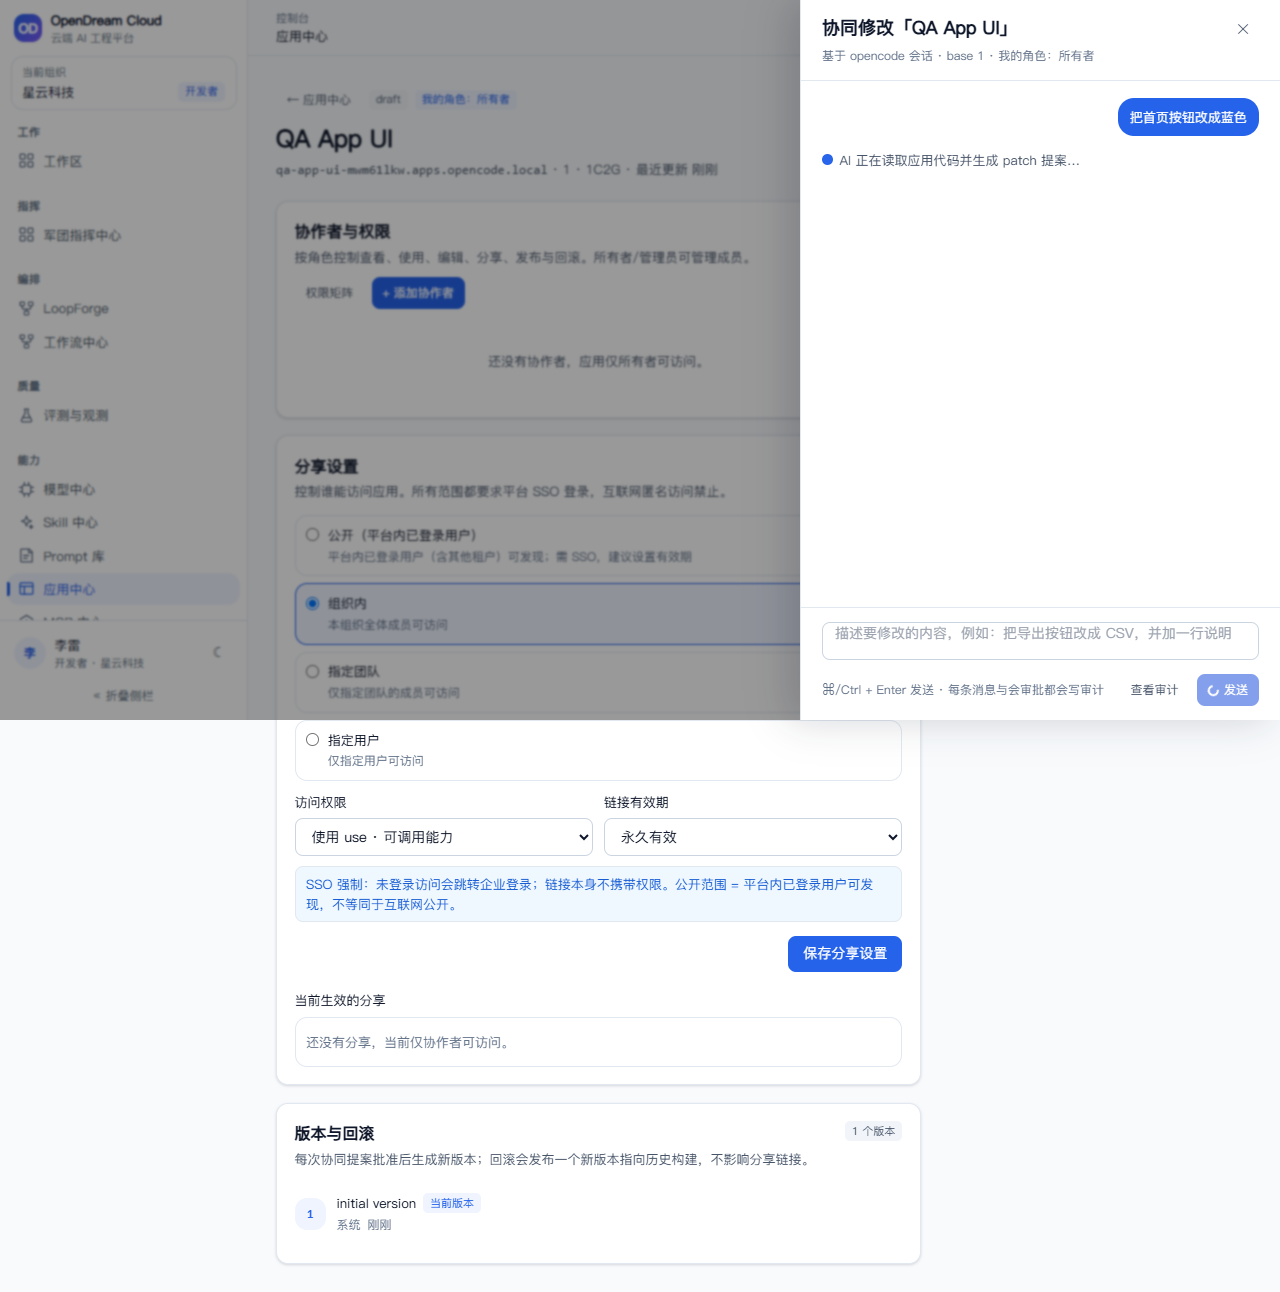 OD
OpenDream Cloud
云端 AI 工程平台
当前组织
星云科技
开发者
工作
工作区
指挥
军团指挥中心
编排
LoopForge
工作流中心
质量
评测与观测
能力
模型中心
Skill 中心
Prompt 库
应用中心
李
李雷
开发者 · 星云科技
« 折叠侧栏
控制台
应用中心
← 应用中心
draft
我的角色：所有者
QA App UI
qa-app-ui-mwm61lkw.apps.opencode.local · 1 · 1C2G · 最近更新 刚刚
协作者与权限
按角色控制查看、使用、编辑、分享、发布与回滚。所有者/管理员可管理成员。
权限矩阵
+ 添加协作者
还没有协作者，应用仅所有者可访问。
分享设置
控制谁能访问应用。所有范围都要求平台 SSO 登录，互联网匿名访问禁止。
公开（平台内已登录用户）
平台内已登录用户（含其他租户）可发现；需 SSO，建议设置有效期
组织内
本组织全体成员可访问
指定团队
仅指定团队的成员可访问
指定用户
仅指定用户可访问
访问权限
链接有效期
使用 use · 可调用能力
永久有效
SSO 强制：未登录访问会跳转企业登录；链接本身不携带权限。公开范围 = 平台内已登录用户可发
现，不等同于互联网公开。
保存分享设置
当前生效的分享
还没有分享，当前仅协作者可访问。
版本与回滚
1 个版本
每次协同提案批准后生成新版本；回滚会发布一个新版本指向历史构建，不影响分享链接。
1
initial version
当前版本
系统 刚刚
协同修改「QA App UI」
基于 opencode 会话 · base 1 · 我的角色：所有者
把首页按钮改成蓝色
AI 正在读取应用代码并生成 patch 提案…
描述要修改的内容，例如：把导出按钮改成 CSV，并加一行说明
⌘/Ctrl + Enter 发送 · 每条消息与会审批都会写审计
查看审计
发送